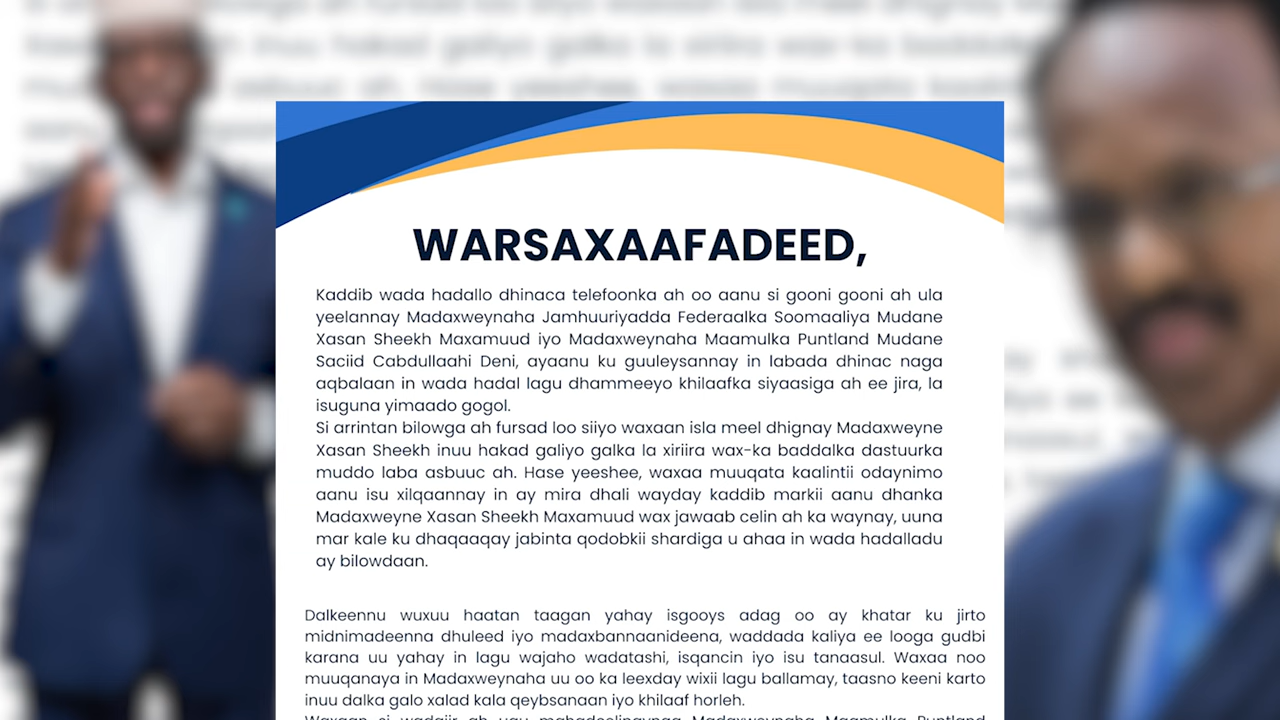 WARSAXAAFADEED,
Kaddib wada hadallo dhinaca telefoonka ah oo aanu si gooni gooni ah ula
yeelannay Madaxweynaha Jamhuuriyadda Federaalka Soomaaliya Mudane
Xasan Sheekh Maxamuud iyo Madaxweynaha Maamulka Puntland Mudane
Saciid Cabdullaahi Deni, ayaanu ku guuleysannay in labada dhinac naga
aqbalaan in wada hadal lagu dhammeeyo khilaafka siyaasiga ah ee jira, la
isuguna yimaado gogol.
Si arrintan bilowga ah fursad loo siiyo waxaan isla meel dhignay Madaxweyne
Xasan Sheekh inuu hakad galiyo galka la xiriira wax-ka baddalka dastuurka
muddo laba asbuuc ah. Hase yeeshee, waxaa muuqata kaalintii odaynimo
aanu isu xilqaannay in ay mira dhali wayday kaddib markii aanu dhanka
Madaxweyne Xasan Sheekh Maxamuud wax jawaab celin ah ka waynay, uuna
mar kale ku dhaqaaqay jabinta qodobkii shardiga u ahaa in wada hadalladu
ay bilowdaan.
Dalkeennu wuxuu haatan taagan yahay isgooys adag oo ay khatar ku jirto
midnimadeenna dhuleed iyo madaxbannaanideena, waddada kaliya ee looga gudbi
karana uu yahay in lagu wajaho wadatashi, isqancin iyo isu tanaasul. Waxaa noo
muuqanaya in Madaxweynaha uu oo ka leexday wixii lagu ballamay, taasno keeni karto
inuu dalka galo xalad kala qeybsanaan iyo khilaaf horleh.
Waxaan si wadajir ah ugu mahadcelinaynaa Madaxweynaha Maamulka Puntland